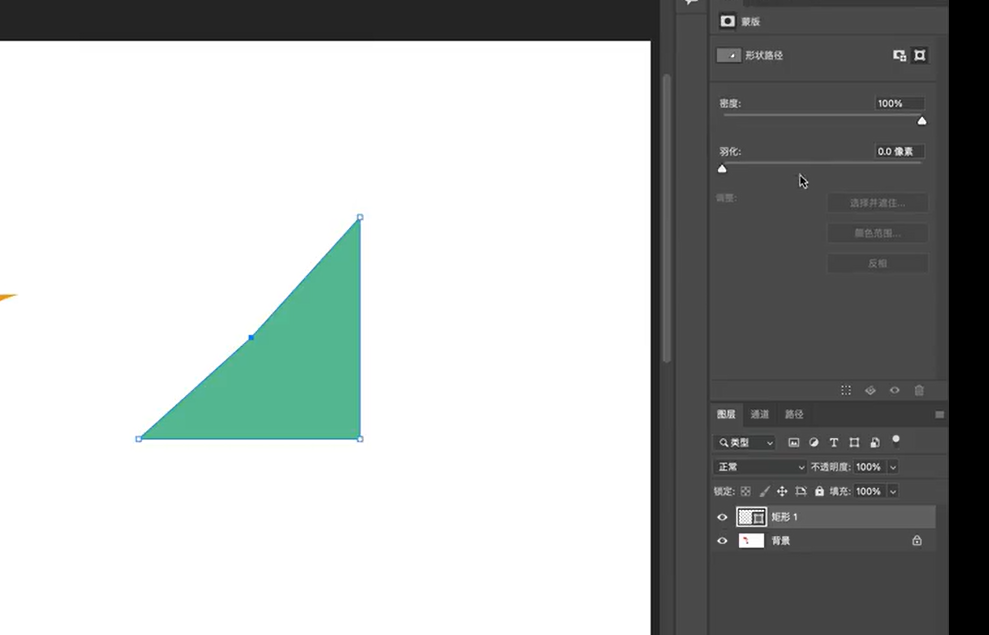 蒙版
形状路径
密度: 100%
羽化: 0.0 像素
调整:
选择并遮住...
颜色范围...
反相
图层 通道 路径
类型
正常 不透明度: 100%
锁定: 填充: 100%
矩形 1
背景